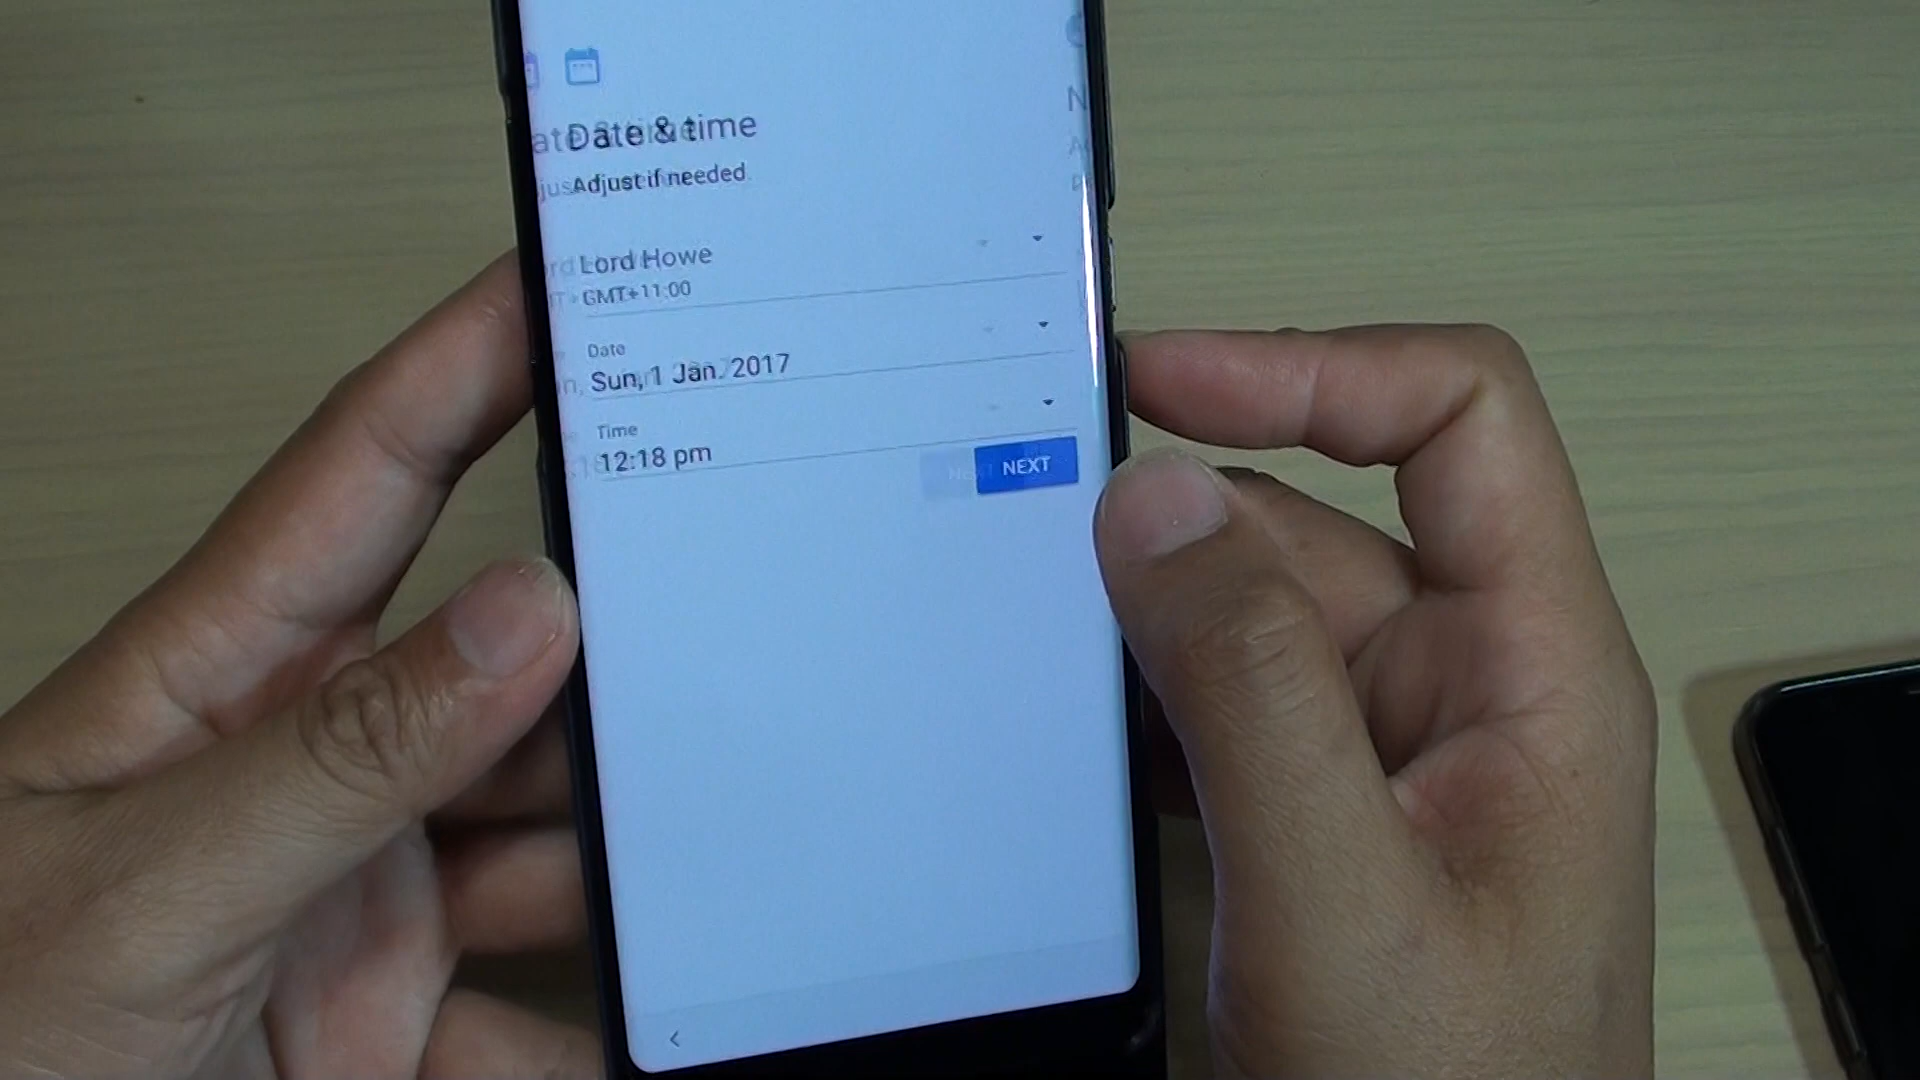 Date & time
Adjust if needed
Lord Howe
GMT+11:00
Date
Sun, 1 Jan. 2017
Time
12:18 pm
NEXT